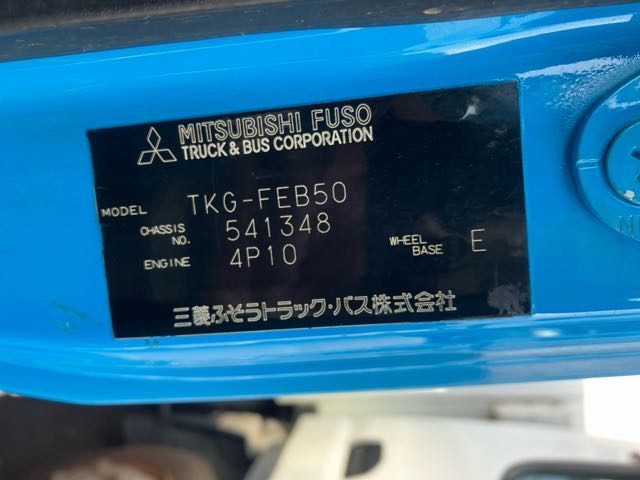 MITSUBISHI FUSO
TRUCK & BUS CORPORATION
MODEL TKG-FEB50
CHASSIS NO. 541348
ENGINE 4P10 WHEEL BASE E
三菱ふそうトラック・バス株式会社